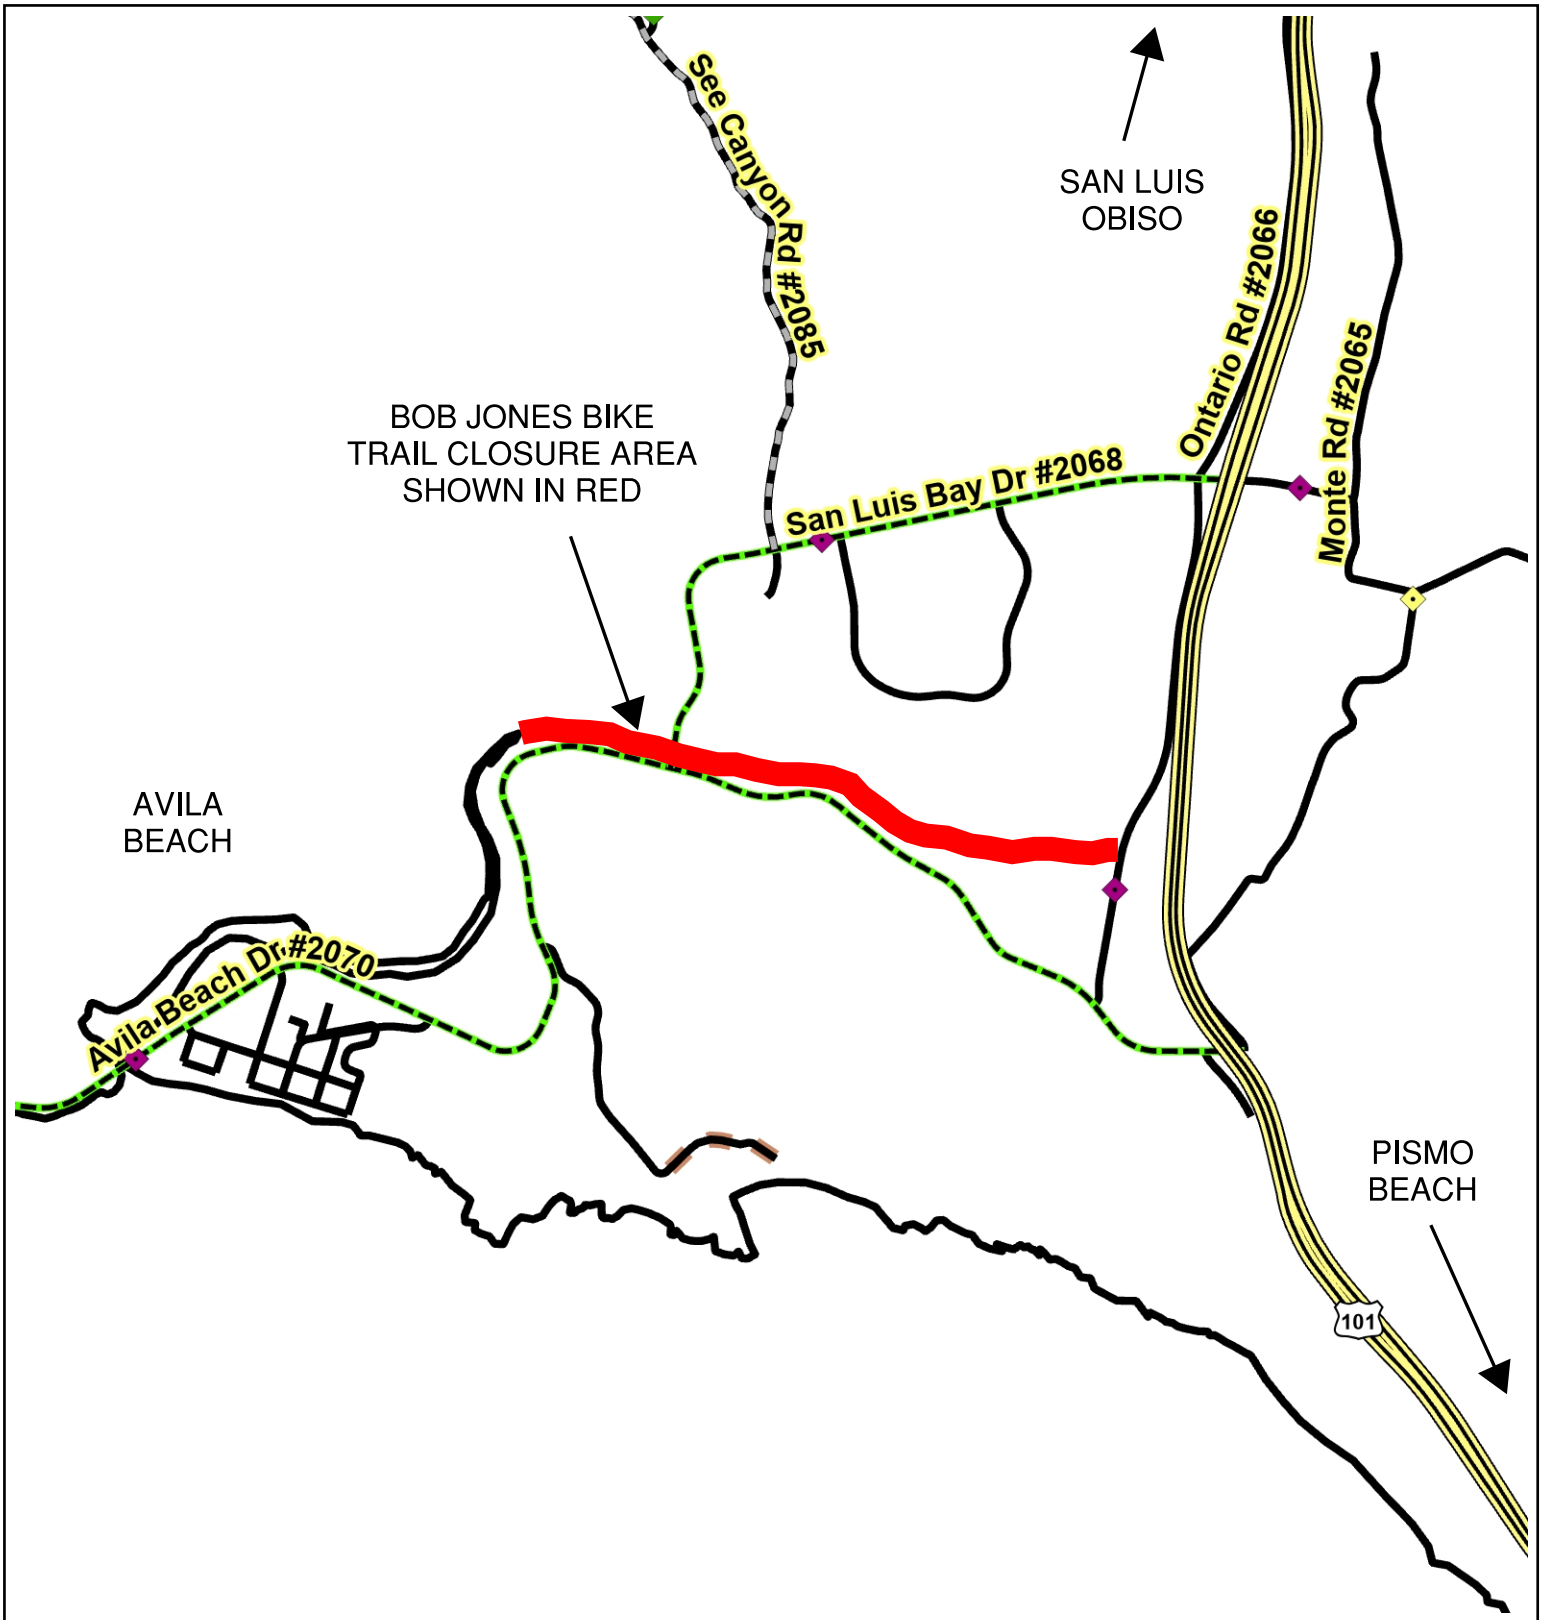 See Canyon Rd #2085
SAN LUIS
OBISO
Ontario Rd #2066
Monte Rd #2065
BOB JONES BIKE
TRAIL CLOSURE AREA
SHOWN IN RED
San Luis Bay Dr #2068
AVILA
BEACH
Avila Beach Dr #2070
PISMO
BEACH
101